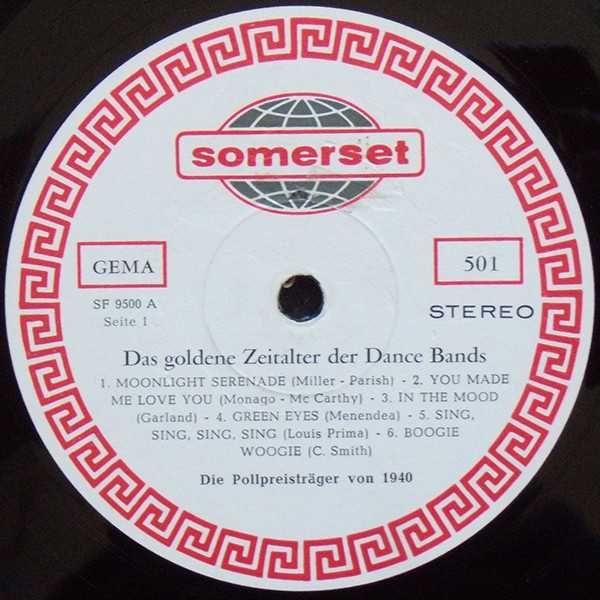 somerset
GEMA
501
SF 9500 A
Seite 1
STEREO
Das goldene Zeitalter der Dance Bands
1. MOONLIGHT SERENADE (Miller - Parish) - 2. YOU MADE
ME LOVE YOU (Monago - Mc Carthy) - 3. IN THE MOOD
(Garland) - 4. GREEN EYES (Menendea) - 5. SING,
SING, SING, SING (Louis Prima) - 6. BOOGIE
WOOGIE (C. Smith)
Die Pollpreisträger von 1940